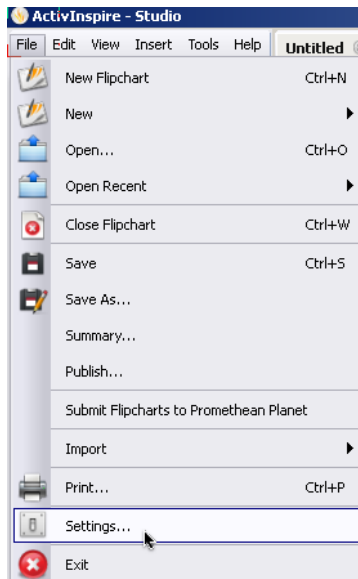 ActivInspire - Studio
File Edit View Insert Tools Help Untitled
New Flipchart Ctrl+N
New
Open... Ctrl+O
Open Recent
Close Flipchart Ctrl+W
Save Ctrl+S
Save As...
Summary...
Publish...
Submit Flipcharts to Promethean Planet
Import
Print... Ctrl+P
Settings...
Exit